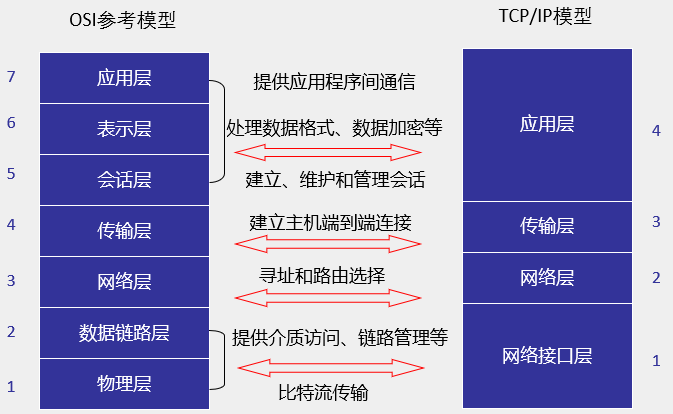 OSI参考模型
TCP/IP模型
7
应用层
提供应用程序间通信
6
表示层
处理数据格式、数据加密等
应用层
4
5
会话层
建立、维护和管理会话
4
传输层
建立主机端到端连接
传输层
3
3
网络层
寻址和路由选择
网络层
2
2
数据链路层
提供介质访问、链路管理等
网络接口层
1
1
物理层
比特流传输